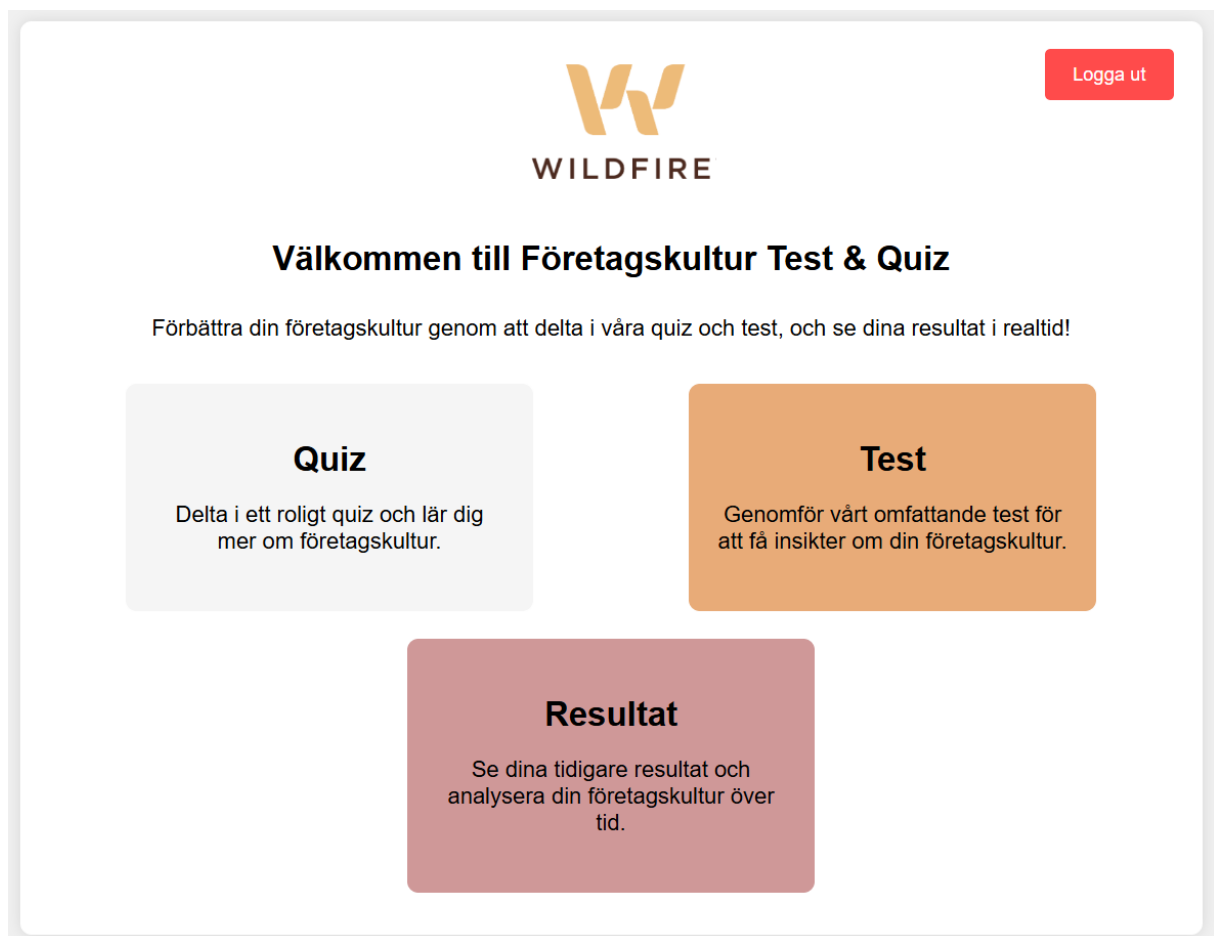 Logga ut
WILDFIRE
Välkommen till Företagskultur Test & Quiz
Förbättra din företagskultur genom att delta i våra quiz och test, och se dina resultat i realtid!
Quiz
Delta i ett roligt quiz och lär dig
mer om företagskultur.
Test
Genomför vårt omfattande test för
att få insikter om din företagskultur.
Resultat
Se dina tidigare resultat och
analysera din företagskultur över
tid.